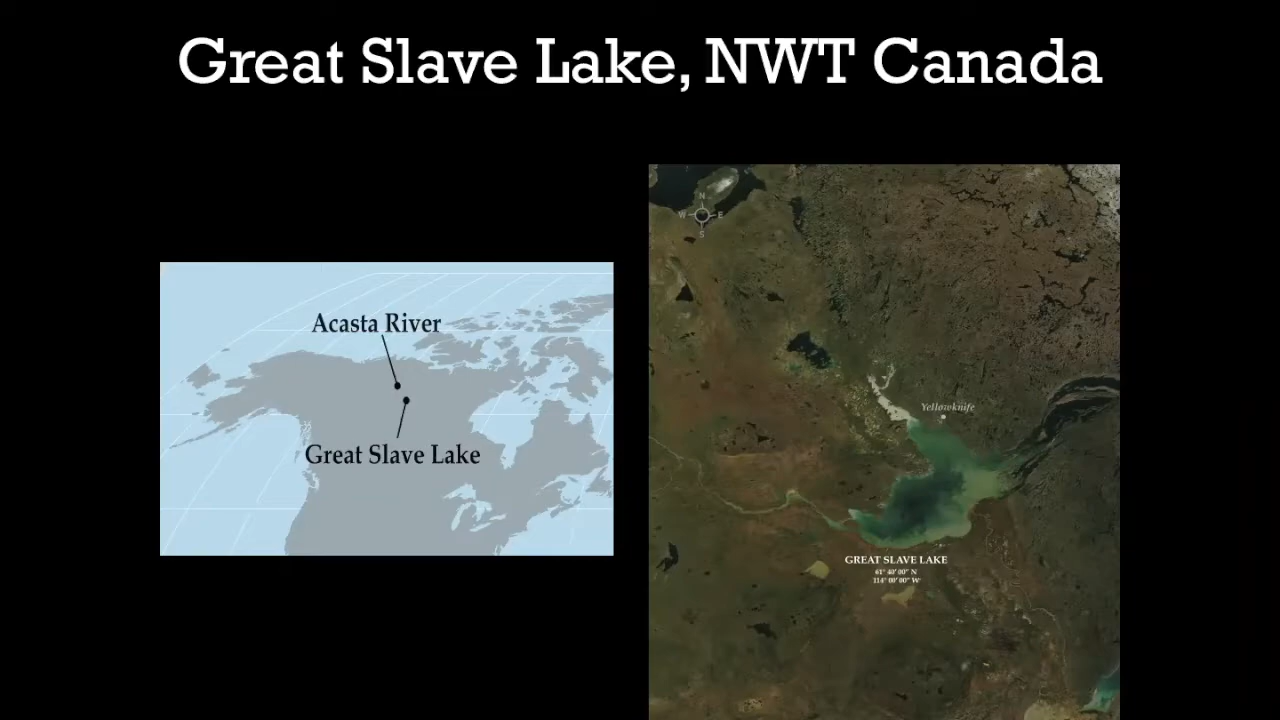 Great Slave Lake, NWT Canada
Acasta River
Great Slave Lake
N
W E
S
Yellowknife
GREAT SLAVE LAKE
61° 40' 00" N
114° 00' 00" W